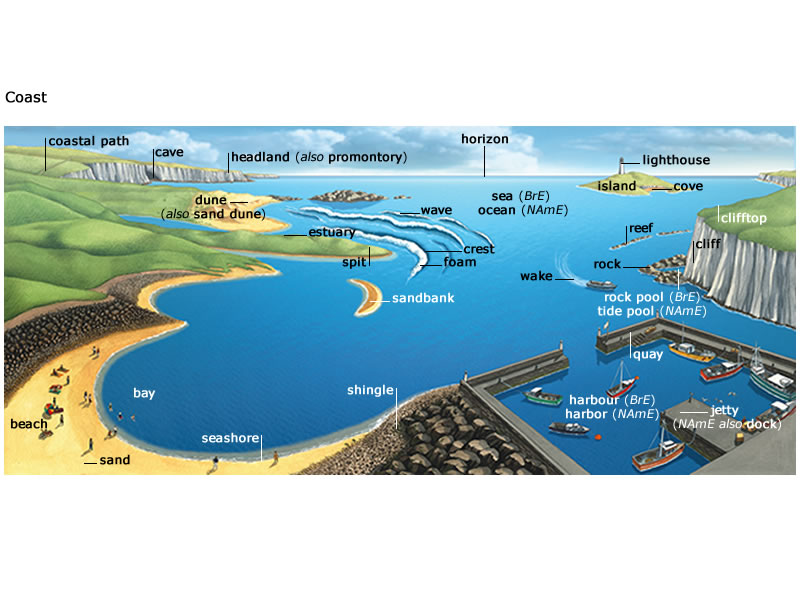 Coast
coastal path
cave
headland (also promontory)
horizon
lighthouse
island
cove
dune
(also sand dune)
wave
sea (BrE)
ocean (NAmE)
clifftop
estuary
reef
cliff
spit
crest
foam
rock
wake
sandbank
rock pool (BrE)
tide pool (NAmE)
quay
bay
shingle
harbour (BrE)
harbor (NAmE)
jetty
(NAmE also dock)
beach
seashore
sand